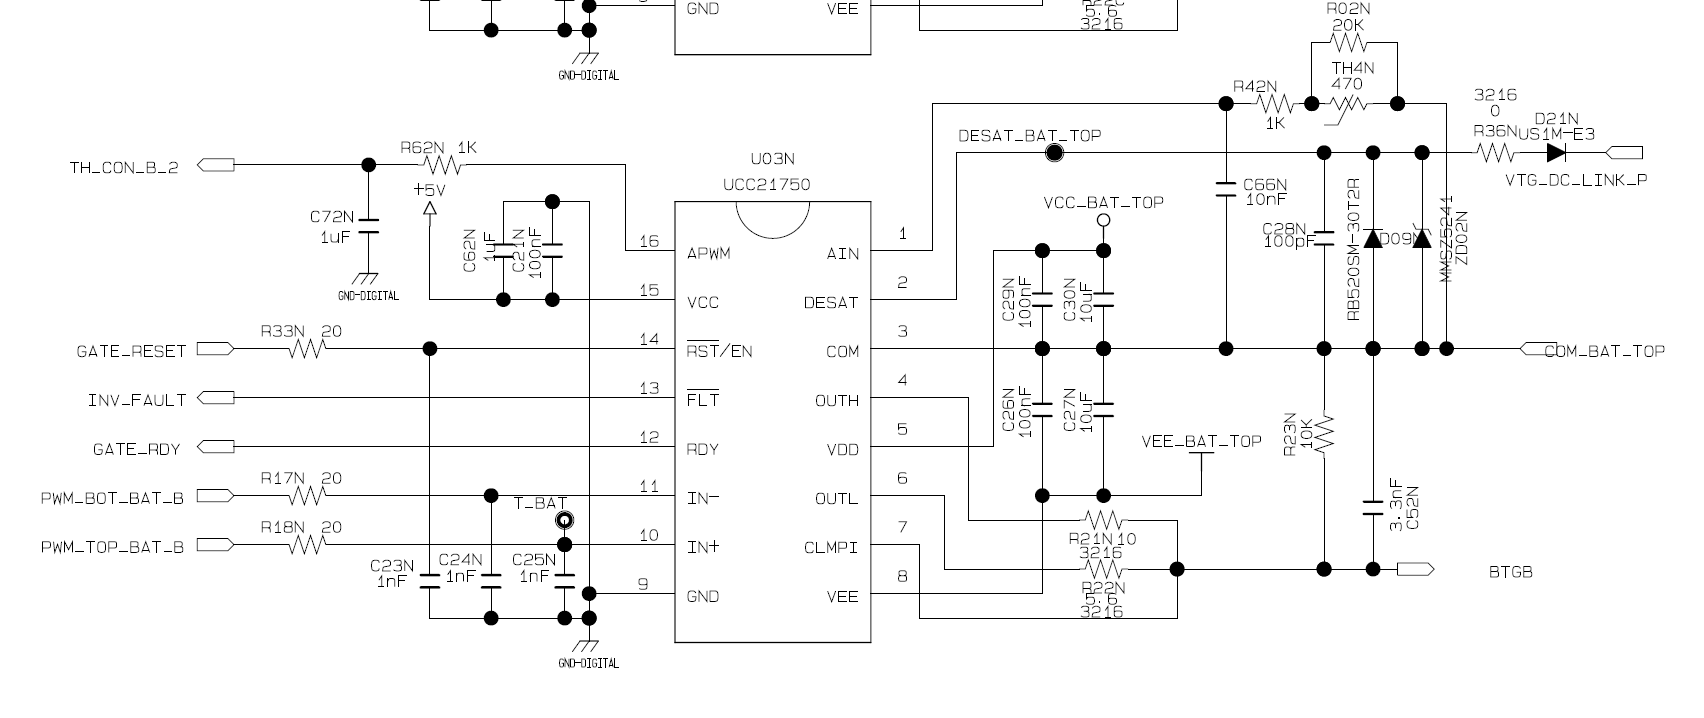 GND
VEE
R22C
5.6
3216
GND-DIGITAL
R02N
20K
TH4N
470
R42N
1K
3216
0
R36N
D21N
US1M-E3
VTG_DC_LINK_P
DESAT_BAT_TOP
TH_CON_B_2
R62N 1K
+5V
U03N
UCC21750
C72N
1uF
GND-DIGITAL
C62N
1uF
C21N
100nF
VCC_BAT_TOP
C66N
10nF
C28N
100pF
RB520SM-30T2R
D09N
MMSZ5241
ZD02N
16
APWM
AIN
1
15
VCC
DESAT
2
C29N
100nF
C30N
10uF
GATE_RESET
R33N 20
14
RST/EN
COM
3
COM_BAT_TOP
INV_FAULT
13
FLT
OUTH
4
C26N
100nF
C27N
10uF
GATE_RDY
12
RDY
VDD
5
VEE_BAT_TOP
R23N
10K
PWM_BOT_BAT_B
R17N 20
11
IN-
OUTL
6
T_BAT
3.3nF
C52N
PWM_TOP_BAT_B
R18N 20
10
IN+
CLMPI
7
R21N 10
3216
C23N
1nF
C24N
1nF
C25N
1nF
9
GND
VEE
8
R22N
5.6
3216
BTGB
GND-DIGITAL